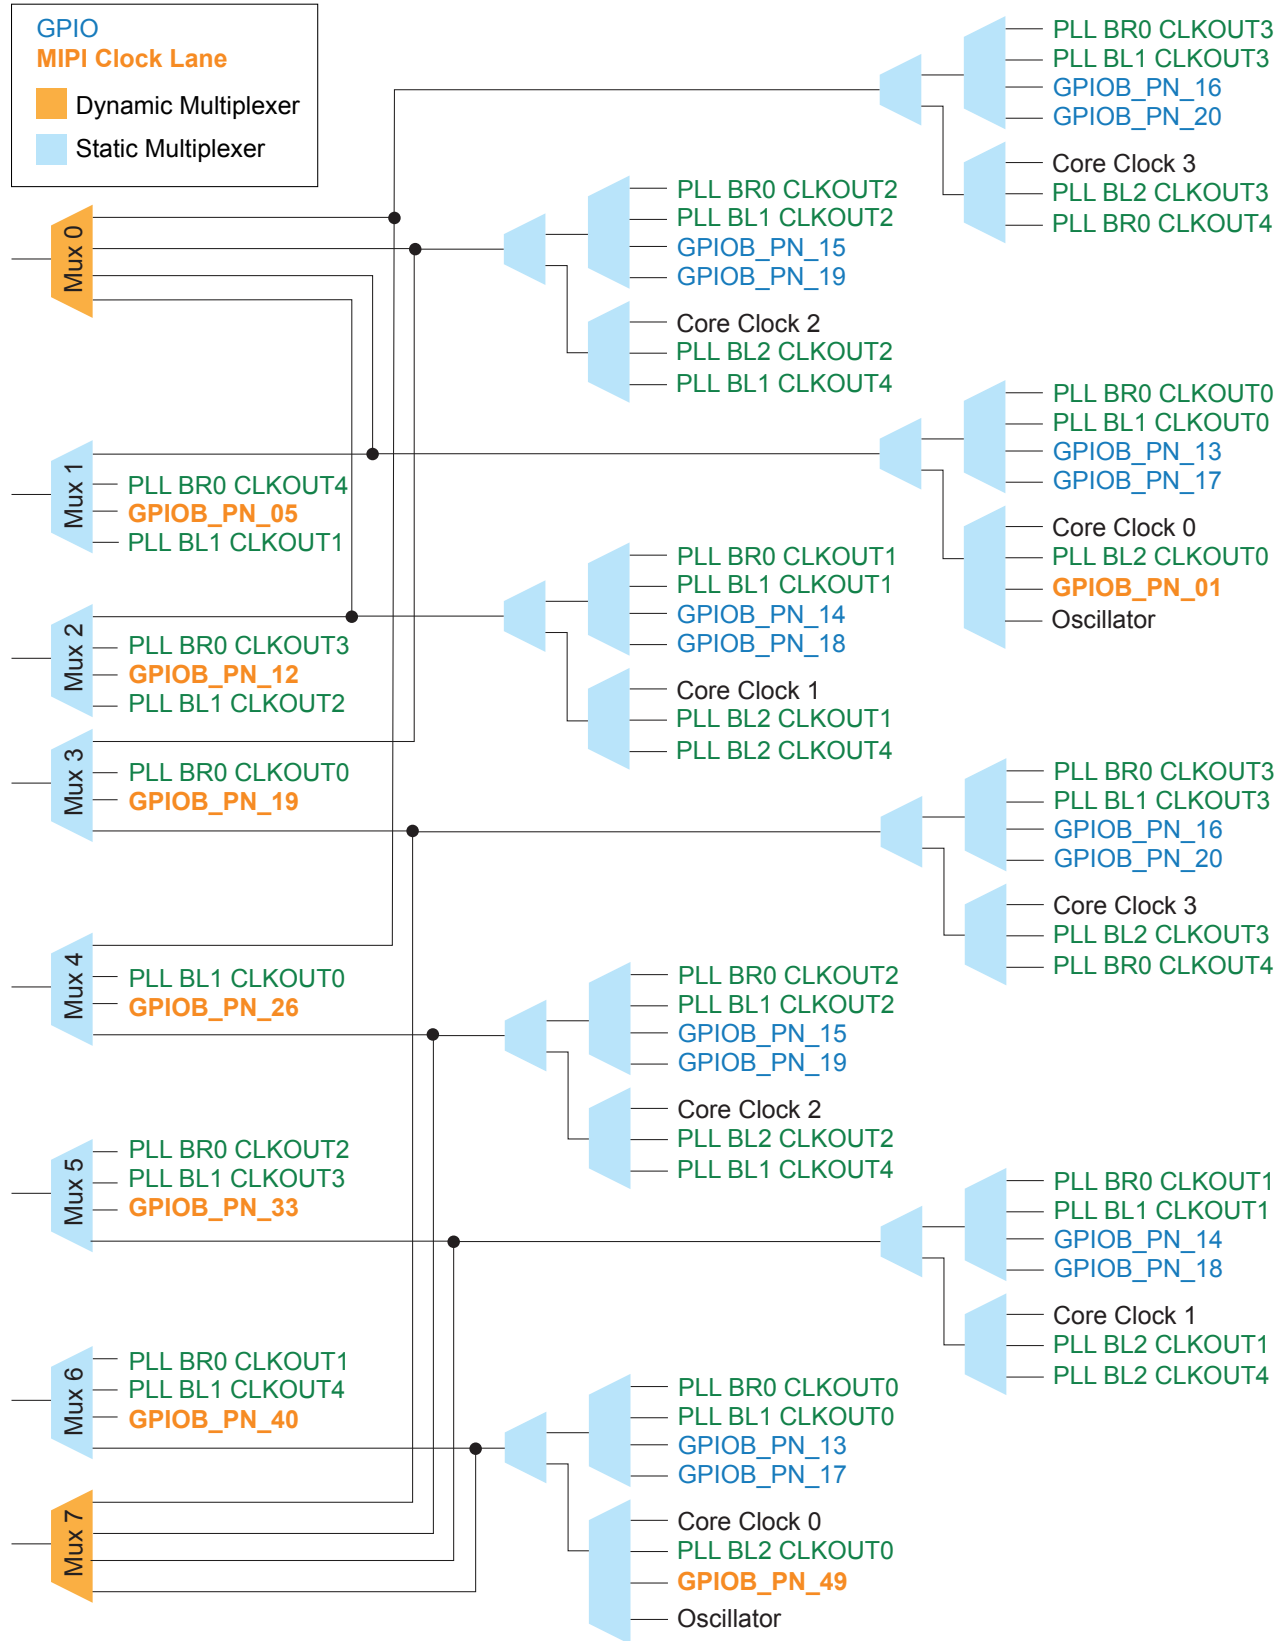 GPIO
MIPI Clock Lane
Dynamic Multiplexer
Static Multiplexer
PLL BR0 CLKOUT3
PLL BL1 CLKOUT3
GPIOB_PN_16
GPIOB_PN_20
Core Clock 3
PLL BL2 CLKOUT3
PLL BR0 CLKOUT4
Mux 0
PLL BR0 CLKOUT2
PLL BL1 CLKOUT2
GPIOB_PN_15
GPIOB_PN_19
Core Clock 2
PLL BL2 CLKOUT2
PLL BL1 CLKOUT4
PLL BR0 CLKOUT0
PLL BL1 CLKOUT0
GPIOB_PN_13
GPIOB_PN_17
Core Clock 0
PLL BL2 CLKOUT0
GPIOB_PN_01
Oscillator
Mux 1
PLL BR0 CLKOUT4
GPIOB_PN_05
PLL BL1 CLKOUT1
PLL BR0 CLKOUT1
PLL BL1 CLKOUT1
GPIOB_PN_14
GPIOB_PN_18
Core Clock 1
PLL BL2 CLKOUT1
PLL BL2 CLKOUT4
Mux 2
PLL BR0 CLKOUT3
GPIOB_PN_12
PLL BL1 CLKOUT2
Mux 3
PLL BR0 CLKOUT0
GPIOB_PN_19
PLL BR0 CLKOUT3
PLL BL1 CLKOUT3
GPIOB_PN_16
GPIOB_PN_20
Core Clock 3
PLL BL2 CLKOUT3
PLL BR0 CLKOUT4
Mux 4
PLL BL1 CLKOUT0
GPIOB_PN_26
PLL BR0 CLKOUT2
PLL BL1 CLKOUT2
GPIOB_PN_15
GPIOB_PN_19
Core Clock 2
PLL BL2 CLKOUT2
PLL BL1 CLKOUT4
Mux 5
PLL BR0 CLKOUT2
PLL BL1 CLKOUT3
GPIOB_PN_33
PLL BR0 CLKOUT1
PLL BL1 CLKOUT1
GPIOB_PN_14
GPIOB_PN_18
Core Clock 1
PLL BL2 CLKOUT1
PLL BL2 CLKOUT4
Mux 6
PLL BR0 CLKOUT1
PLL BL1 CLKOUT4
GPIOB_PN_40
PLL BR0 CLKOUT0
PLL BL1 CLKOUT0
GPIOB_PN_13
GPIOB_PN_17
Core Clock 0
PLL BL2 CLKOUT0
GPIOB_PN_49
Oscillator
Mux 7